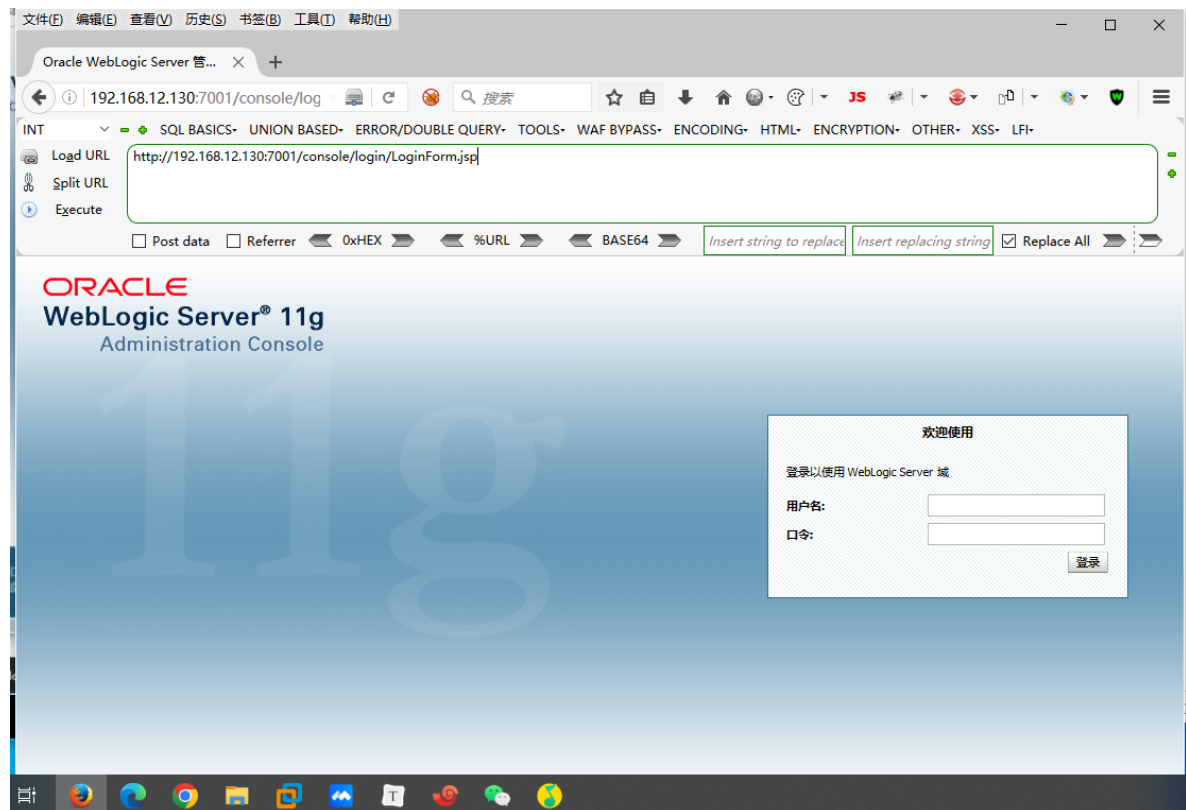 文件(F) 编辑(E) 查看(V) 历史(S) 书签(B) 工具(T) 帮助(H)
Oracle WebLogic Server 管...
192.168.12.130:7001/console/log 搜索 JS
INT SQL BASICS UNION BASED ERROR/DOUBLE QUERY TOOLS WAF BYPASS ENCODING HTML ENCRYPTION OTHER XSS LFI
Load URL http://192.168.12.130:7001/console/login/LoginForm.jsp
Split URL
Execute
Post data Referrer 0xHEX %URL BASE64 Insert string to replace Insert replacing string Replace All
ORACLE
WebLogic Server® 11g
Administration Console
11g
欢迎使用
登录以使用 WebLogic Server 域
用户名:
口令:
登录